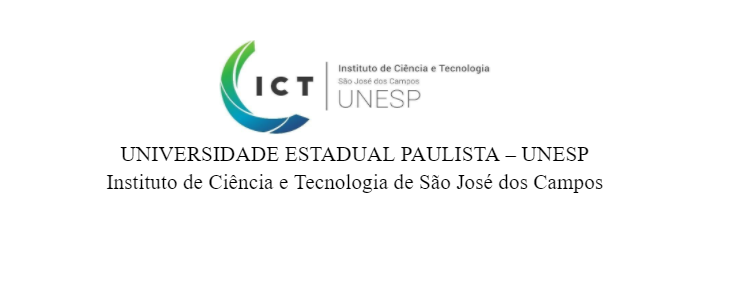 ICT
Instituto de Ciência e Tecnologia
São José dos Campos
UNESP
UNIVERSIDADE ESTADUAL PAULISTA – UNESP
Instituto de Ciência e Tecnologia de São José dos Campos